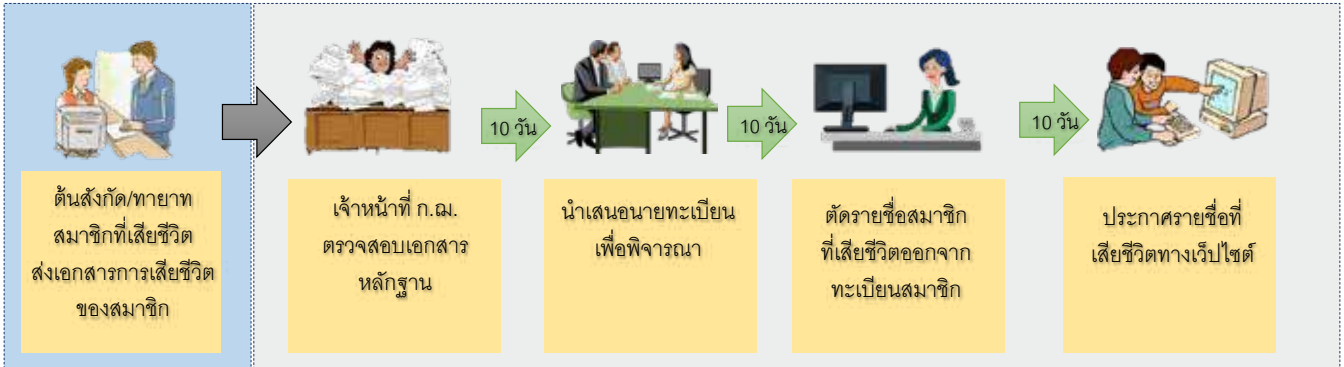 10 วัน
10 วัน
10 วัน
ต้นสังกัด/ทายาท
สมาชิกที่เสียชีวิต
ส่งเอกสารการเสียชีวิต
ของสมาชิก
เจ้าหน้าที่ ก.ฌ.
ตรวจสอบเอกสาร
หลักฐาน
นำเสนอนายทะเบียน
เพื่อพิจารณา
ตัดรายชื่อสมาชิก
ที่เสียชีวิตออกจาก
ทะเบียนสมาชิก
ประกาศรายชื่อที่
เสียชีวิตทางเว็ปไซต์